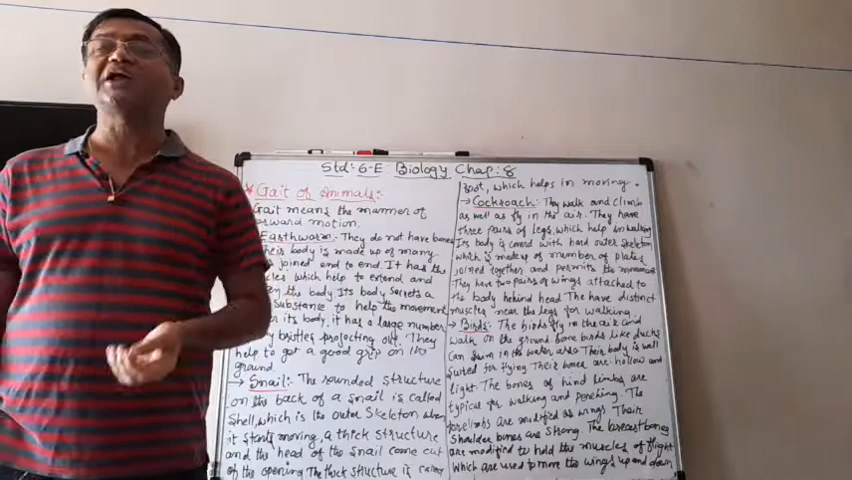 Std:- 6-E Biology Chap:- 8
* Gait of animals:-
Gait means the manner of
forward motion.
Earthworm:- They do not have bones
Their body is made up of many
joined end to end. It has the
which help to extend and
the body. Its body secrets a
substance to help the movement
its body, it has a large number
bristles projecting out. They
help to get a good grip on the
ground.
→ Snail:- The rounded structure
on the back of a snail is called
Shell, which is the outer Skeleton when
it starts moving, a thick structure
and the head of the snail come out
of the opening. The thick structure is called
foot, which helps in moving.
→ Cockroach:- They walk and climb
as well as fly in the air. They have
three pairs of legs, which help in walking
Its body is coverd with hard outer skeleton
which is made up of number of plates
joined together and permits the movement
They have two pairs of wings attached to
the body behind head. The have distinct
muscles near the legs for walking.
→ Birds:- The birds fly in the air and
walk on the ground. Some birds like ducks
can swim in the water also. Their body is well
suited for flying. Their bones are hollow and
light. The bones of hind limbs are
typical for walking and perching. The
forelimbs are modified as wings. Their
Shoulder bones are strong. The breastbones
are modified to hold the muscles of flight
which are used to move the wings up and down